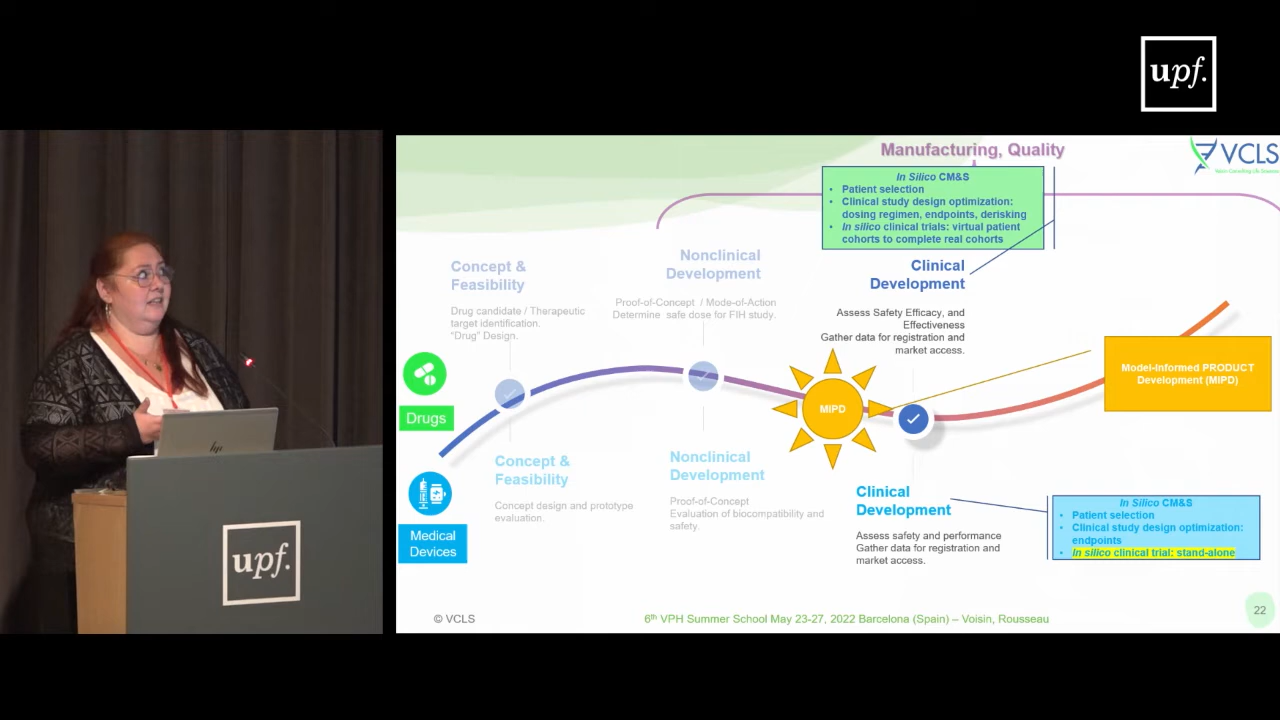 upf.
Manufacturing, Quality
VCLS
In Silico CM&S
• Patient selection
• Clinical study design optimization:
dosing regimen, endpoints, derisking
• In silico clinical trials: virtual patient
cohorts to complete real cohorts
Concept &
Feasibility
Drug candidate / Therapeutic
target identification.
"Drug" Design.
Nonclinical
Development
Proof-of-Concept / Mode-of-Action
Determine safe dose for FIH study.
Clinical
Development
Assess Safety Efficacy, and
Effectiveness
Gather data for registration and
market access.
Drugs
MIPD
Model-Informed PRODUCT
Development (MIPD)
Medical
Devices
Concept &
Feasibility
Concept design and prototype
evaluation.
Nonclinical
Development
Proof-of-Concept
Evaluation of biocompatibility and
safety.
Clinical
Development
Assess safety and performance
Gather data for registration and
market access.
In Silico CM&S
• Patient selection
• Clinical study design optimization:
endpoints
• In silico clinical trial: stand-alone
hp
upf.
© VCLS
6th VPH Summer School May 23-27, 2022 Barcelona (Spain) – Voisin, Rousseau
22